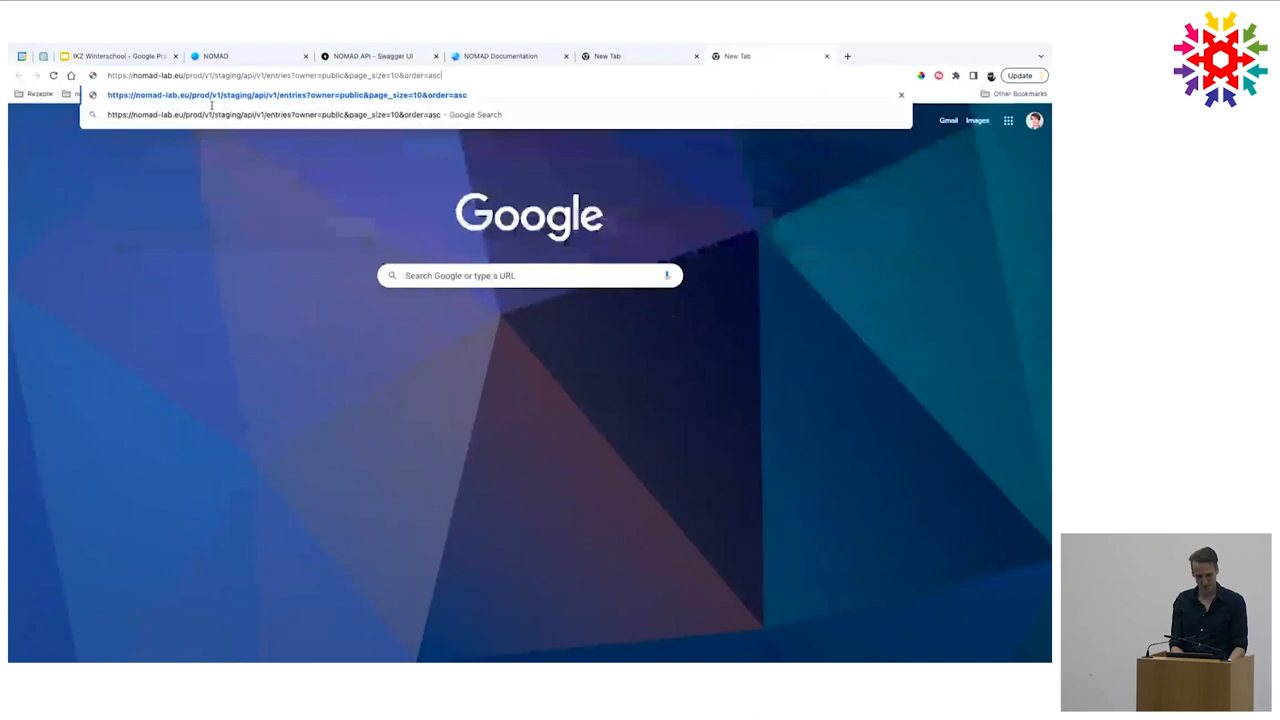 IKZ Winterschool - Google Pr
NOMAD
NOMAD API - Swagger UI
NOMAD Documentation
New Tab
New Tab
https://nomad-lab.eu/prod/v1/staging/api/v1/entries?owner=public&page_size=10&order=asc
Update
Rezepte
Other Bookmarks
https://nomad-lab.eu/prod/v1/staging/api/v1/entries?owner=public&page_size=10&order=asc
https://nomad-lab.eu/prod/v1/staging/api/v1/entries?owner=public&page_size=10&order=asc - Google Search
Gmail Images
Google
Search Google or type a URL